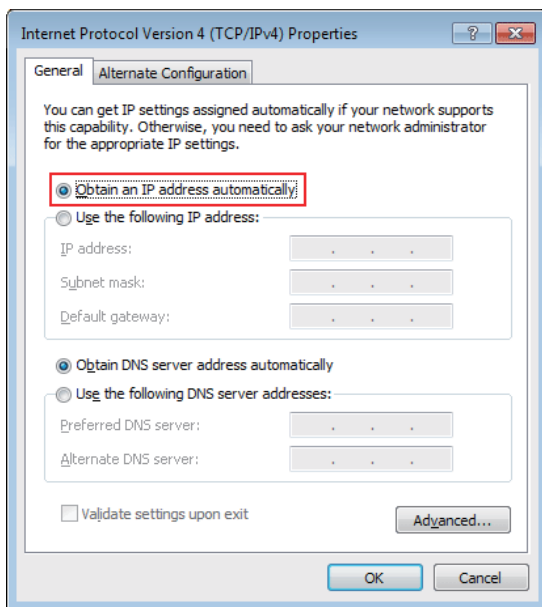 Internet Protocol Version 4 (TCP/IPv4) Properties
?
General
Alternate Configuration
You can get IP settings assigned automatically if your network supports
this capability. Otherwise, you need to ask your network administrator
for the appropriate IP settings.
Obtain an IP address automatically
Use the following IP address:
IP address:
Subnet mask:
Default gateway:
Obtain DNS server address automatically
Use the following DNS server addresses:
Preferred DNS server:
Alternate DNS server:
Validate settings upon exit
Advanced...
OK
Cancel